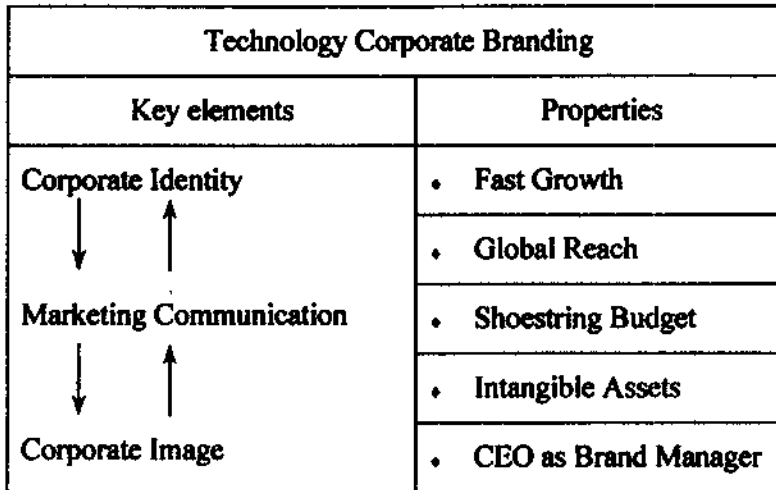 Technology Corporate Branding
Key elements
Properties
Corporate Identity
Marketing Communication
Corporate Image
• Fast Growth
• Global Reach
• Shoestring Budget
• Intangible Assets
• CEO as Brand Manager